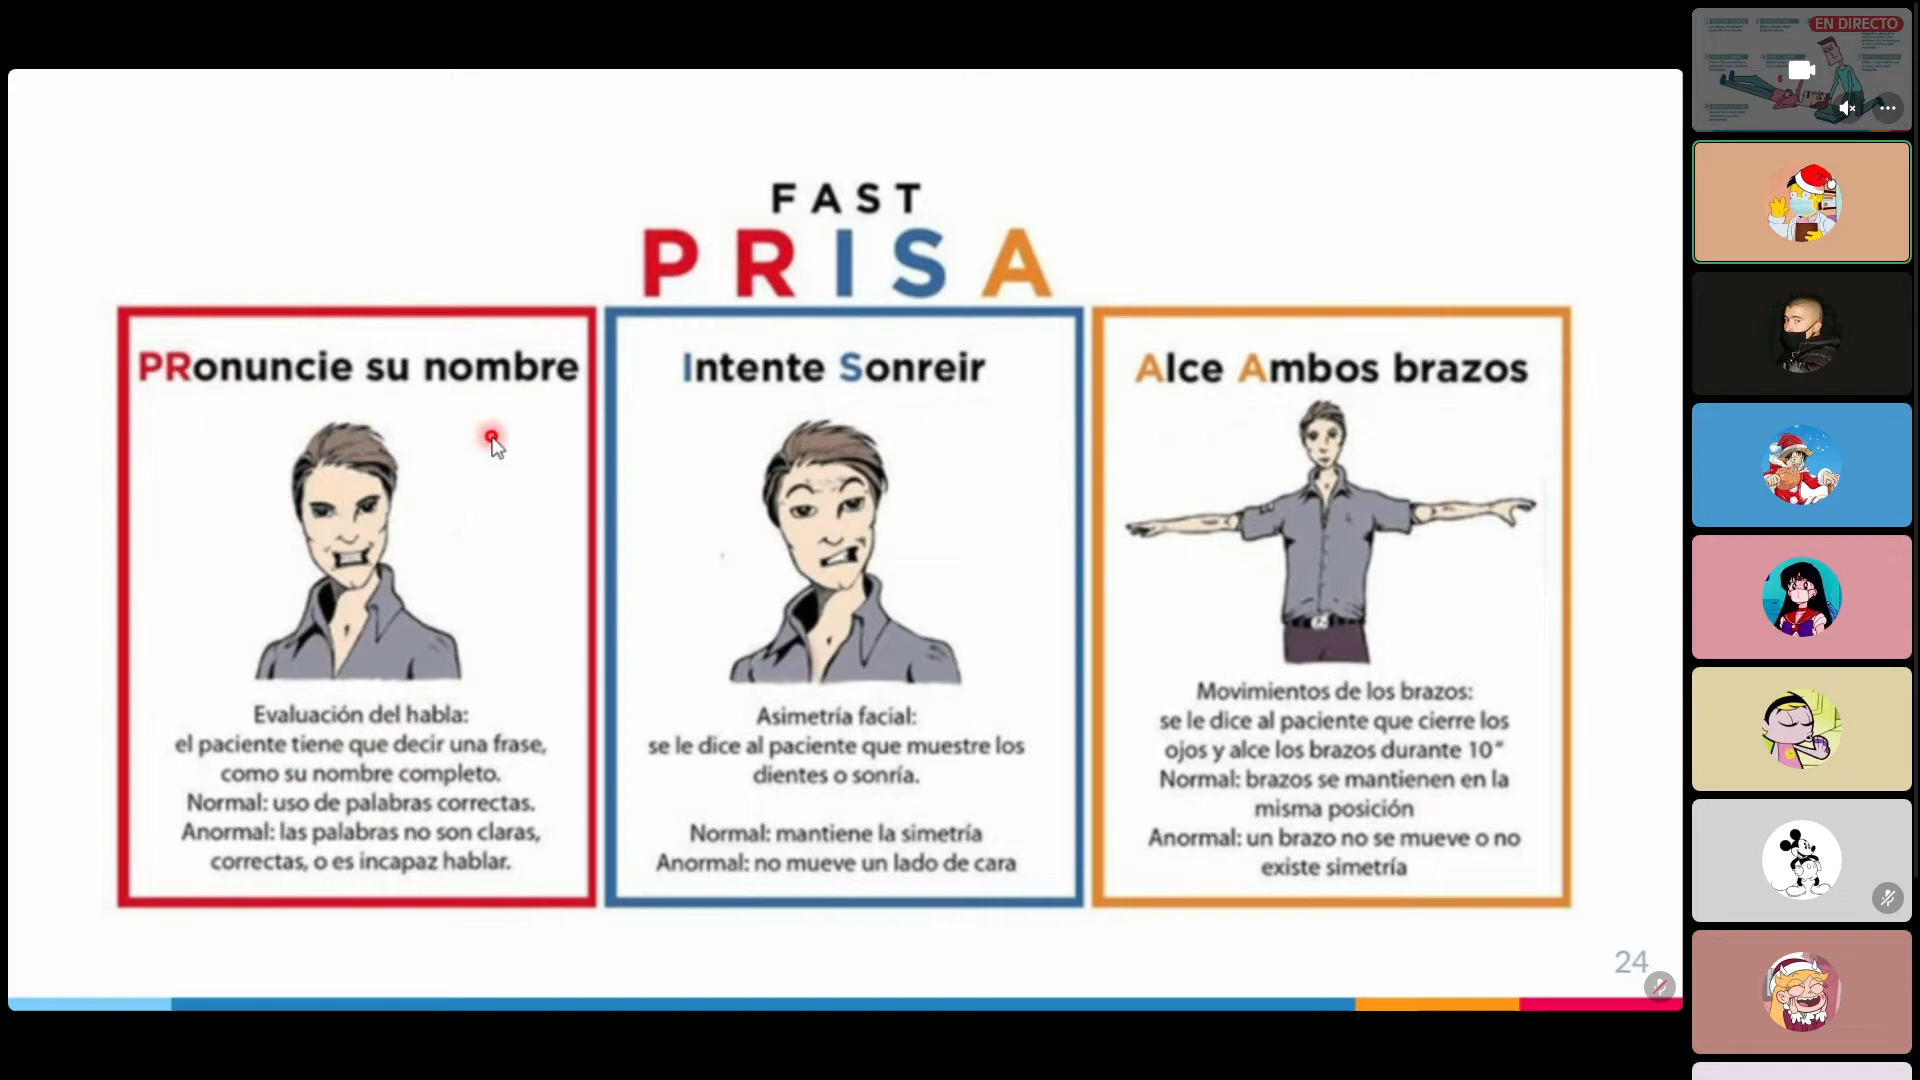 EN DIRECTO
FAST
PRISA
PRonuncie su nombre
Evaluación del habla:
el paciente tiene que decir una frase,
como su nombre completo.
Normal: uso de palabras correctas.
Anormal: las palabras no son claras,
correctas, o es incapaz hablar.
Intente Sonreir
Asimetría facial:
se le dice al paciente que muestre los
dientes o sonría.
Normal: mantiene la simetría
Anormal: no mueve un lado de cara
Alce Ambos brazos
Movimientos de los brazos:
se le dice al paciente que cierre los
ojos y alce los brazos durante 10"
Normal: brazos se mantienen en la
misma posición
Anormal: un brazo no se mueve o no
existe simetría
24